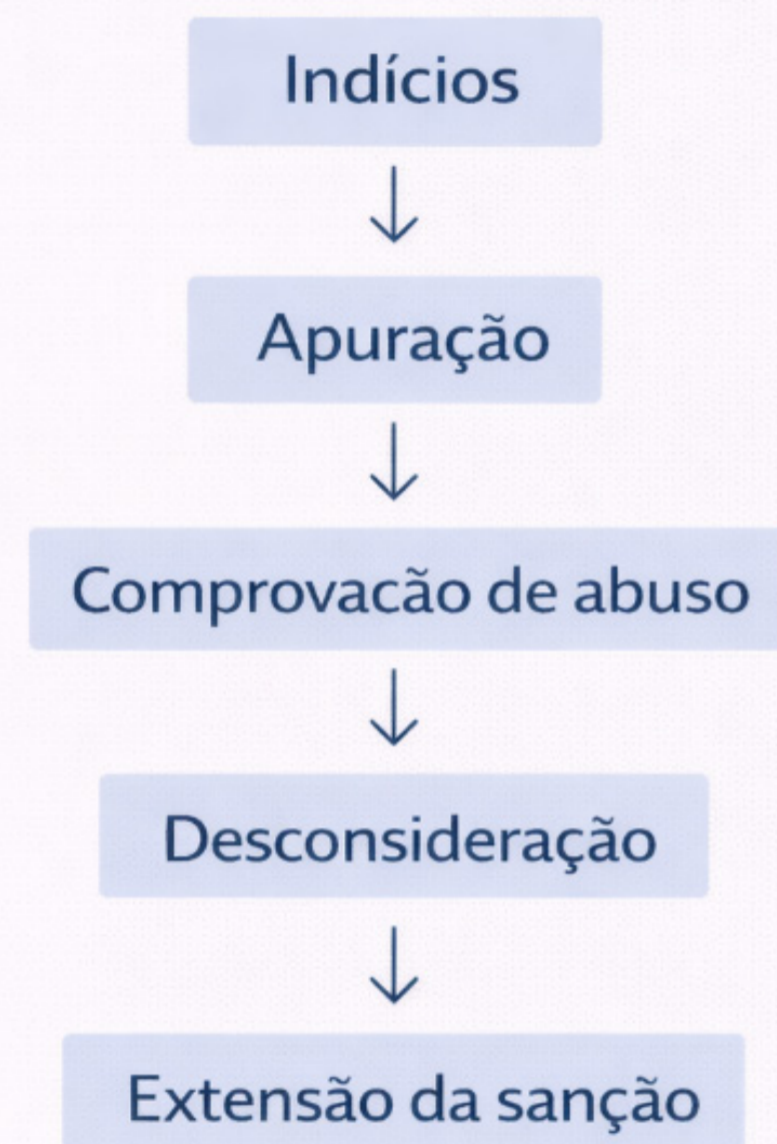 Indícios
Apuração
Comprovacão de abuso
Desconsideração
Extensão da sanção